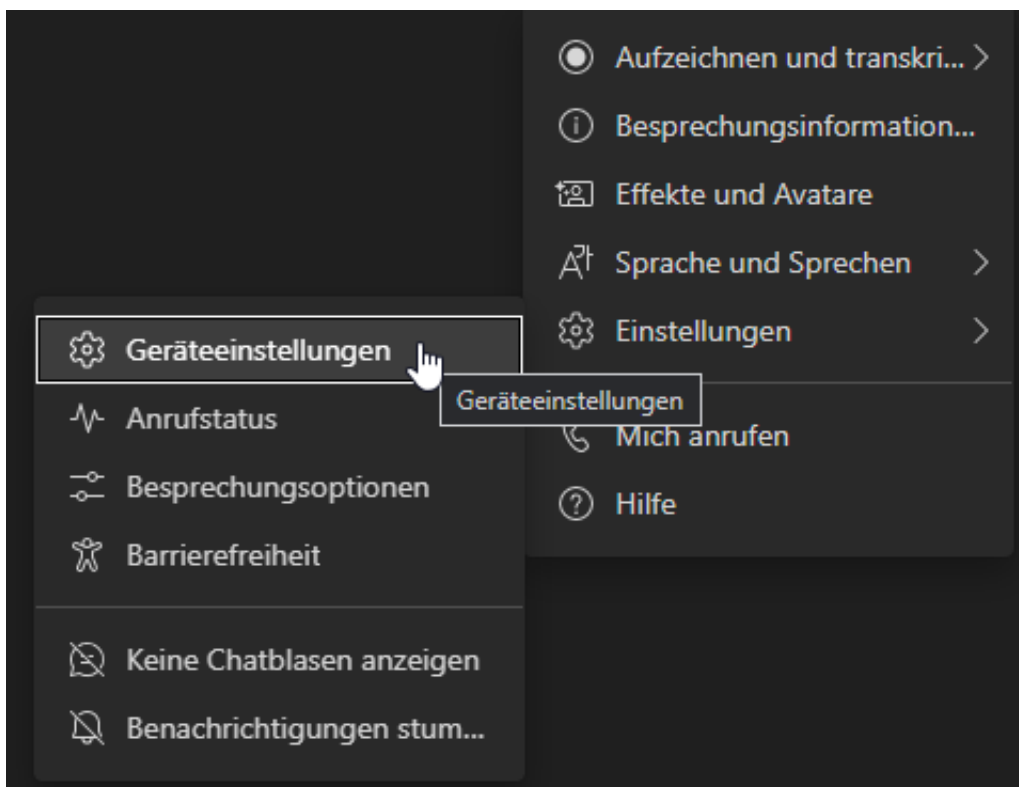 Aufzeichnen und transkri...
Besprechungsinformation...
Effekte und Avatare
Sprache und Sprechen
Einstellungen
Mich anrufen
Hilfe
Geräteeinstellungen
Geräteeinstellungen
Anrufstatus
Besprechungsoptionen
Barrierefreiheit
Keine Chatblasen anzeigen
Benachrichtigungen stum...